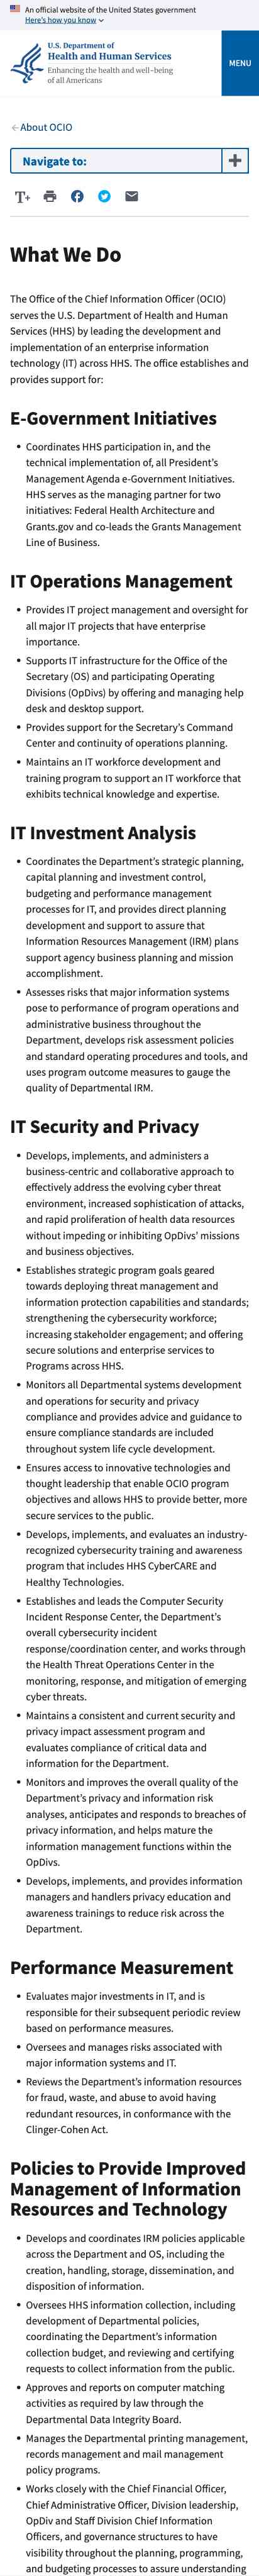 An official website of the United States government
Here's how you know
U.S. Department of
Health and Human Services
Enhancing the health and well-being
of all Americans
MENU
About OCIO
Navigate to:
T+
What We Do
The Office of the Chief Information Officer (OCIO)
serves the U.S. Department of Health and Human
Services (HHS) by leading the development and
implementation of an enterprise information
technology (IT) across HHS. The office establishes and
provides support for:
E-Government Initiatives
• Coordinates HHS participation in, and the
technical implementation of, all President's
Management Agenda e-Government Initiatives.
HHS serves as the managing partner for two
initiatives: Federal Health Architecture and
Grants.gov and co-leads the Grants Management
Line of Business.
IT Operations Management
• Provides IT project management and oversight for
all major IT projects that have enterprise
importance.
• Supports IT infrastructure for the Office of the
Secretary (OS) and participating Operating
Divisions (OpDivs) by offering and managing help
desk and desktop support.
• Provides support for the Secretary's Command
Center and continuity of operations planning.
• Maintains an IT workforce development and
training program to support an IT workforce that
exhibits technical knowledge and expertise.
IT Investment Analysis
• Coordinates the Department's strategic planning,
capital planning and investment control,
budgeting and performance management
processes for IT, and provides direct planning
development and support to assure that
Information Resources Management (IRM) plans
support agency business planning and mission
accomplishment.
• Assesses risks that major information systems
pose to performance of program operations and
administrative business throughout the
Department, develops risk assessment policies
and standard operating procedures and tools, and
uses program outcome measures to gauge the
quality of Departmental IRM.
IT Security and Privacy
• Develops, implements, and administers a
business-centric and collaborative approach to
effectively address the evolving cyber threat
environment, increased sophistication of attacks,
and rapid proliferation of health data resources
without impeding or inhibiting OpDivs' missions
and business objectives.
• Establishes strategic program goals geared
towards deploying threat management and
information protection capabilities and standards;
strengthening the cybersecurity workforce;
increasing stakeholder engagement; and offering
secure solutions and enterprise services to
Programs across HHS.
• Monitors all Departmental systems development
and operations for security and privacy
compliance and provides advice and guidance to
ensure compliance standards are included
throughout system life cycle development.
• Ensures access to innovative technologies and
thought leadership that enable OCIO program
objectives and allows HHS to provide better, more
secure services to the public.
• Develops, implements, and evaluates an industry-
recognized cybersecurity training and awareness
program that includes HHS CyberCARE and
Healthy Technologies.
• Establishes and leads the Computer Security
Incident Response Center, the Department's
overall cybersecurity incident
response/coordination center, and works through
the Health Threat Operations Center in the
monitoring, response, and mitigation of emerging
cyber threats.
• Maintains a consistent and current security and
privacy impact assessment program and
evaluates compliance of critical data and
information for the Department.
• Monitors and improves the overall quality of the
Department's privacy and information risk
analyses, anticipates and responds to breaches of
privacy information, and helps mature the
information management functions within the
OpDivs.
• Develops, implements, and provides information
managers and handlers privacy education and
awareness trainings to reduce risk across the
Department.
Performance Measurement
• Evaluates major investments in IT, and is
responsible for their subsequent periodic review
based on performance measures.
• Oversees and manages risks associated with
major information systems and IT.
• Reviews the Department's information resources
for fraud, waste, and abuse to avoid having
redundant resources, in conformance with the
Clinger-Cohen Act.
Policies to Provide Improved
Management of Information
Resources and Technology
• Develops and coordinates IRM policies applicable
across the Department and OS, including the
creation, handling, storage, dissemination, and
disposition of information.
• Oversees HHS information collection, including
development of Departmental policies,
coordinating the Department's information
collection budget, and reviewing and certifying
requests to collect information from the public.
• Approves and reports on computer matching
activities as required by law through the
Departmental Data Integrity Board.
• Manages the Departmental printing management,
records management and mail management
policy programs.
• Works closely with the Chief Financial Officer,
Chief Administrative Officer, Division leadership,
OpDiv and Staff Division Chief Information
Officers, and governance structures to have
visibility throughout the planning, programming,
and budgeting processes to assure understanding